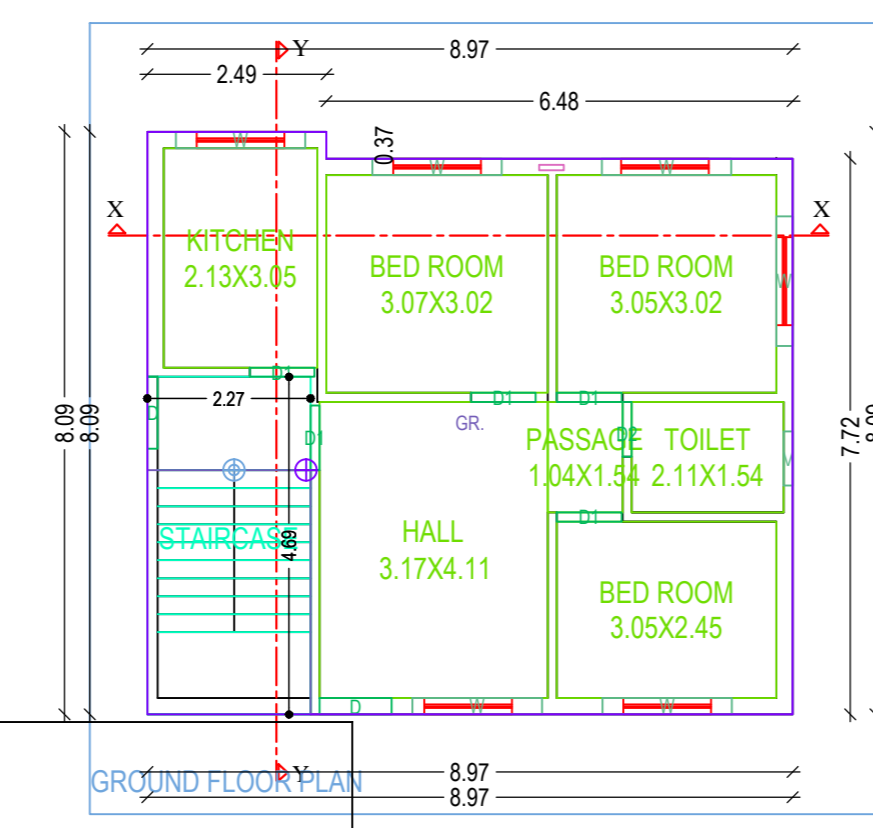 Y
8.97
2.49
6.48
0.37
W
W
W
X
X
KITCHEN
2.13X3.05
BED ROOM
3.07X3.02
BED ROOM
3.05X3.02
W
D1
2.27
D1
D1
D
GR.
8.09
8.09
D1
PASSAGE
1.04X1.54
D2
TOILET
2.11X1.54
7.72
8.09
STAIRCASE
4.69
HALL
3.17X4.11
D1
BED ROOM
3.05X2.45
D
W
W
GROUND FLOOR PLAN
Y
8.97
8.97